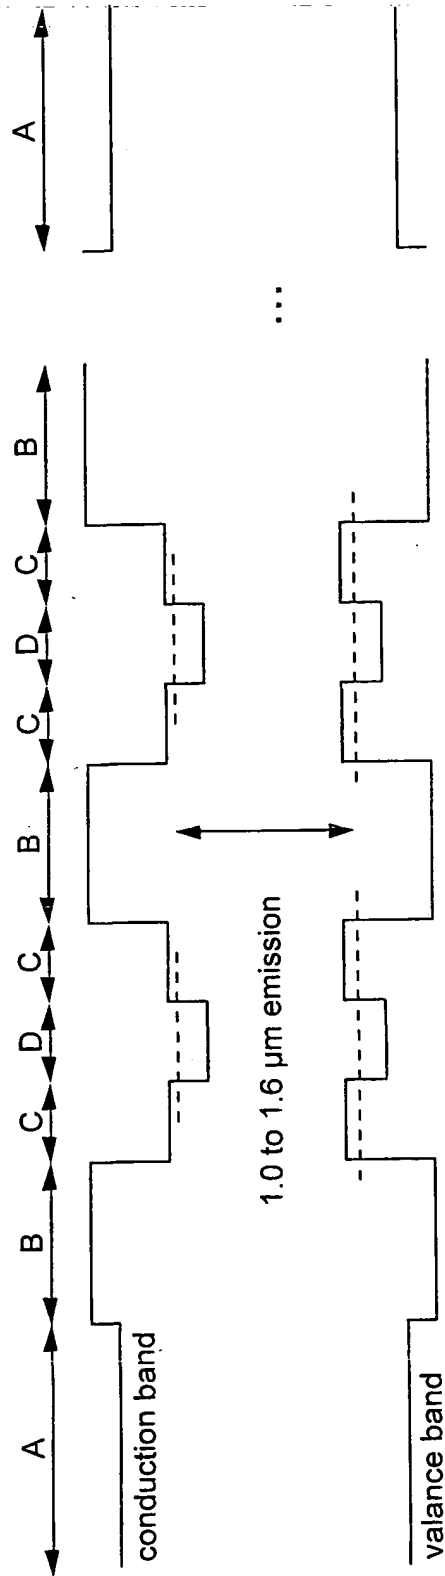 A B C D C B C D C B A
conduction band
1.0 to 1.6 µm emission
...
valance band